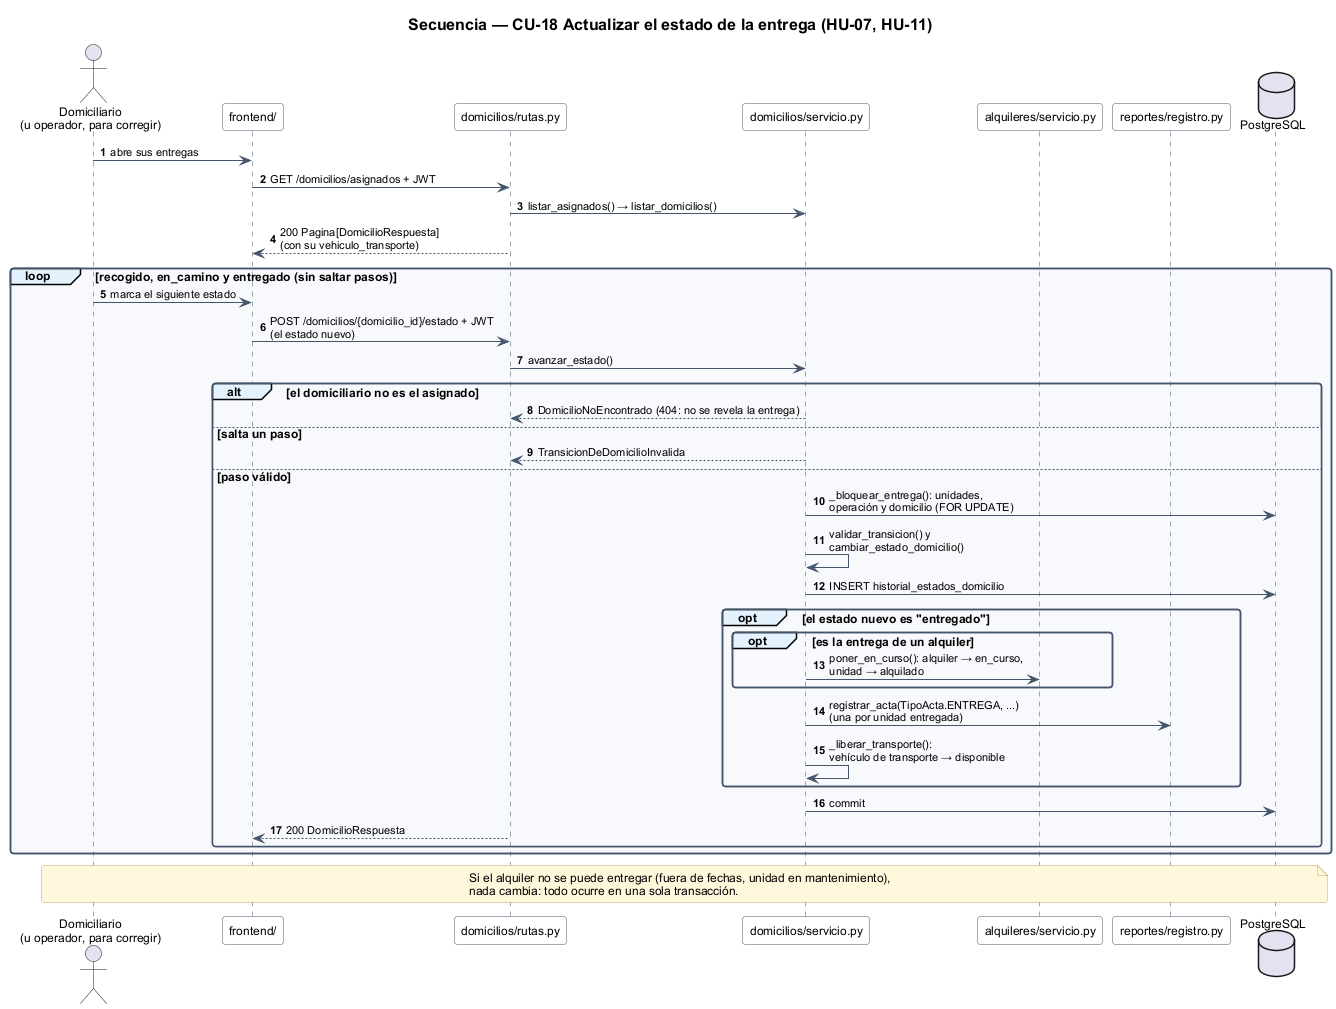 Secuencia — CU-18 Actualizar el estado de la entrega (HU-07, HU-11)
Domiciliario
(u operador, para corregir)
frontend/
domicilios/rutas.py
domicilios/servicio.py
alquileres/servicio.py
reportes/registro.py
PostgreSQL
1 abre sus entregas
2 GET /domicilios/asignados + JWT
3 listar_asignados() → listar_domicilios()
4 200 Pagina[DomicilioRespuesta]
(con su vehiculo_transporte)
loop [recogido, en_camino y entregado (sin saltar pasos)]
5 marca el siguiente estado
6 POST /domicilios/{domicilio_id}/estado + JWT
(el estado nuevo)
7 avanzar_estado()
alt [el domiciliario no es el asignado]
8 DomicilioNoEncontrado (404: no se revela la entrega)
[salta un paso]
9 TransicionDeDomicilioInvalida
[paso válido]
10 _bloquear_entrega(): unidades,
operación y domicilio (FOR UPDATE)
11 validar_transicion() y
cambiar_estado_domicilio()
12 INSERT historial_estados_domicilio
opt [el estado nuevo es "entregado"]
opt [es la entrega de un alquiler]
13 poner_en_curso(): alquiler → en_curso,
unidad → alquilado
14 registrar_acta(TipoActa.ENTREGA, ...)
(una por unidad entregada)
15 _liberar_transporte():
vehículo de transporte → disponible
16 commit
17 200 DomicilioRespuesta
Si el alquiler no se puede entregar (fuera de fechas, unidad en mantenimiento),
nada cambia: todo ocurre en una sola transacción.
Domiciliario
(u operador, para corregir)
frontend/
domicilios/rutas.py
domicilios/servicio.py
alquileres/servicio.py
reportes/registro.py
PostgreSQL